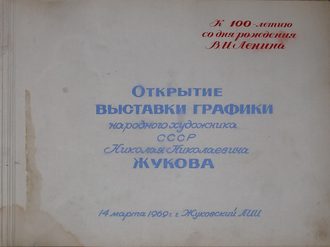 К 100-летию
со дня рождения
В.И.Ленина
Открытие
выставки графики
народного художника
СССР
Николая Николаевича
Жукова
14 марта 1969г. г. Жуковский ЛИИ